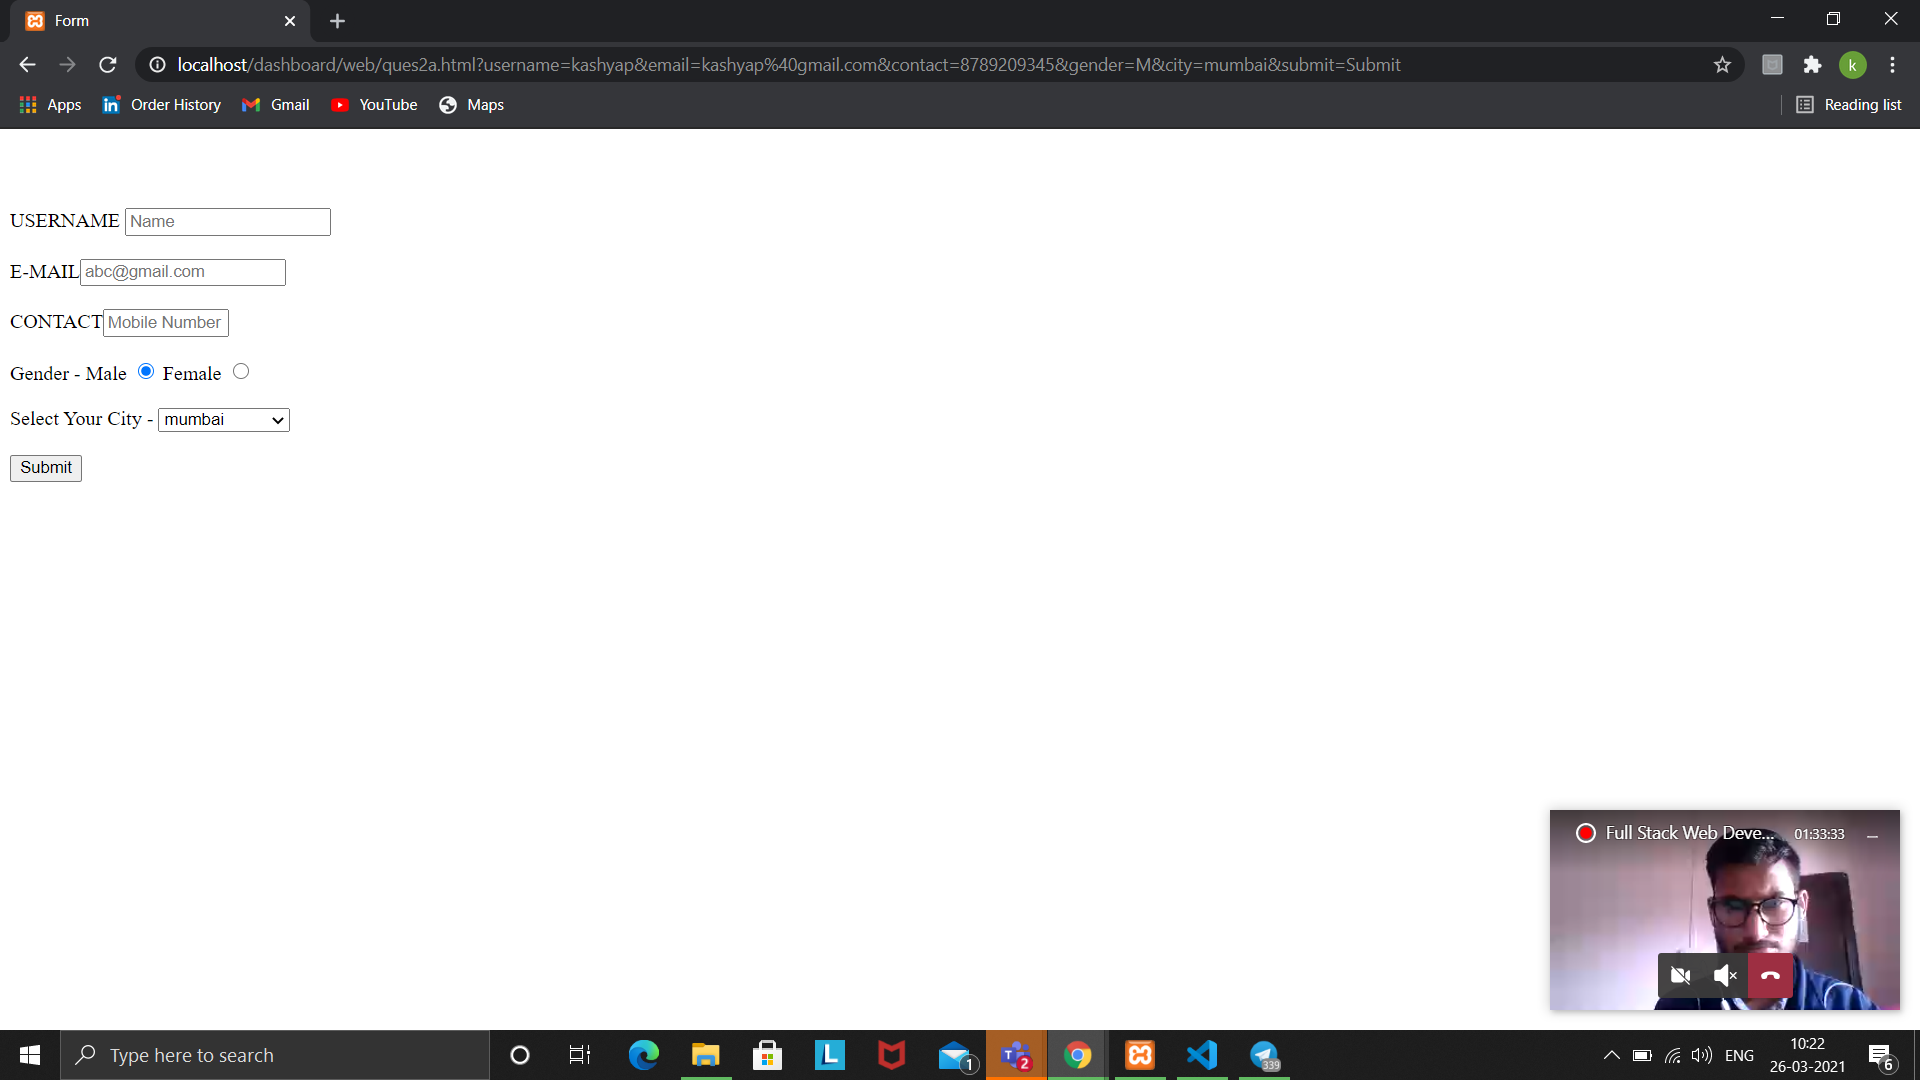 Form
localhost/dashboard/web/ques2a.html?username=kashyap&email=kashyap%40gmail.com&contact=8789209345&gender=M&city=mumbai&submit=Submit
k
Apps
in
Order History
Gmail
YouTube
Maps
Reading list
USERNAME Name
E-MAIL abc@gmail.com
CONTACT Mobile Number
Gender - Male Female
Select Your City - mumbai
Submit
Full Stack Web Deve... 01:33:33
Type here to search
L
1
T
2
339
ENG
10:22
26-03-2021
6